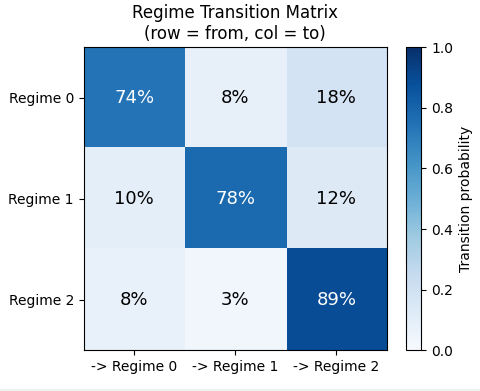 Regime Transition Matrix
(row = from, col = to)
Regime 0
74%
8%
18%
Regime 1
10%
78%
12%
Regime 2
8%
3%
89%
-> Regime 0
-> Regime 1
-> Regime 2
1.0
0.8
0.6
0.4
0.2
0.0
Transition probability